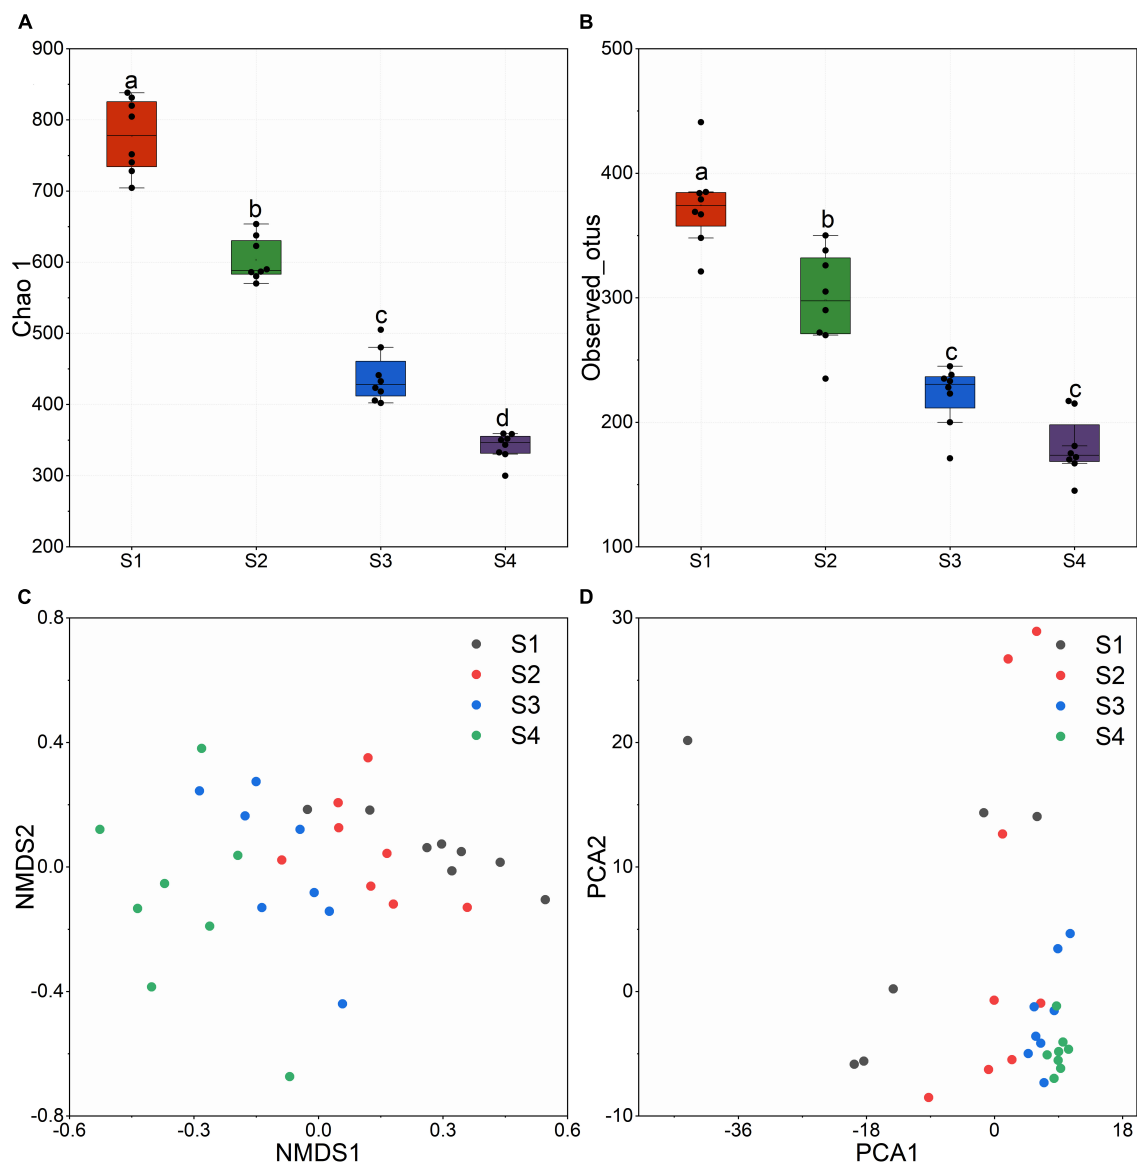 A
900
800
700
600
500
400
300
200
Chao 1
a
b
c
d
S1
S2
S3
S4
B
500
400
300
200
100
Observed_otus
a
b
c
c
S1
S2
S3
S4
C
0.8
0.4
0.0
-0.4
-0.8
NMDS2
S1
S2
S3
S4
-0.6
-0.3
0.0
0.3
0.6
NMDS1
D
30
20
10
0
-10
PCA2
S1
S2
S3
S4
-36
-18
0
18
PCA1